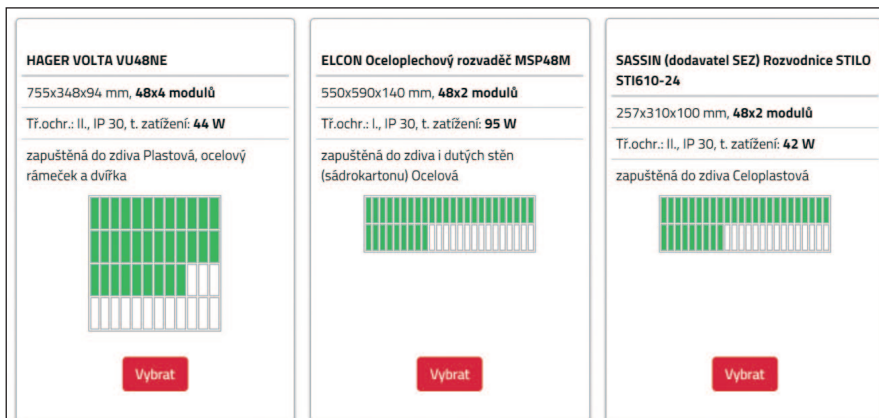 HAGER VOLTA VU48NE
755x348x94 mm, 48x4 modulů
Tř.ochr.: II., IP 30, t. zatížení: 44 W
zapuštěná do zdiva Plastová, ocelový
rámeček a dvířka
Vybrat
ELCON Oceloplechový rozvaděč MSP48M
550x590x140 mm, 48x2 modulů
Tř.ochr.: I., IP 30, t. zatížení: 95 W
zapuštěná do zdiva i dutých stěn
(sádrokartonu) Ocelová
Vybrat
SASSIN (dodavatel SEZ) Rozvodnice STILO
STI610-24
257x310x100 mm, 48x2 modulů
Tř.ochr.: II., IP 30, t. zatížení: 42 W
zapuštěná do zdiva Celoplastová
Vybrat